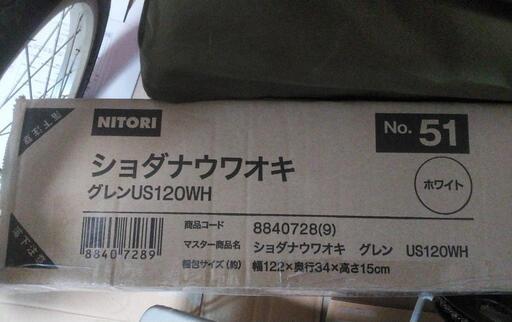 NITORI
No. 51
ショダナウワオキ
グレンUS120WH
ホワイト
商品コード 8840728(9)
マスター商品名 ショダナウワオキ グレン US120WH
梱包サイズ(約) 幅122×奥行34×高さ15cm
8840 7289